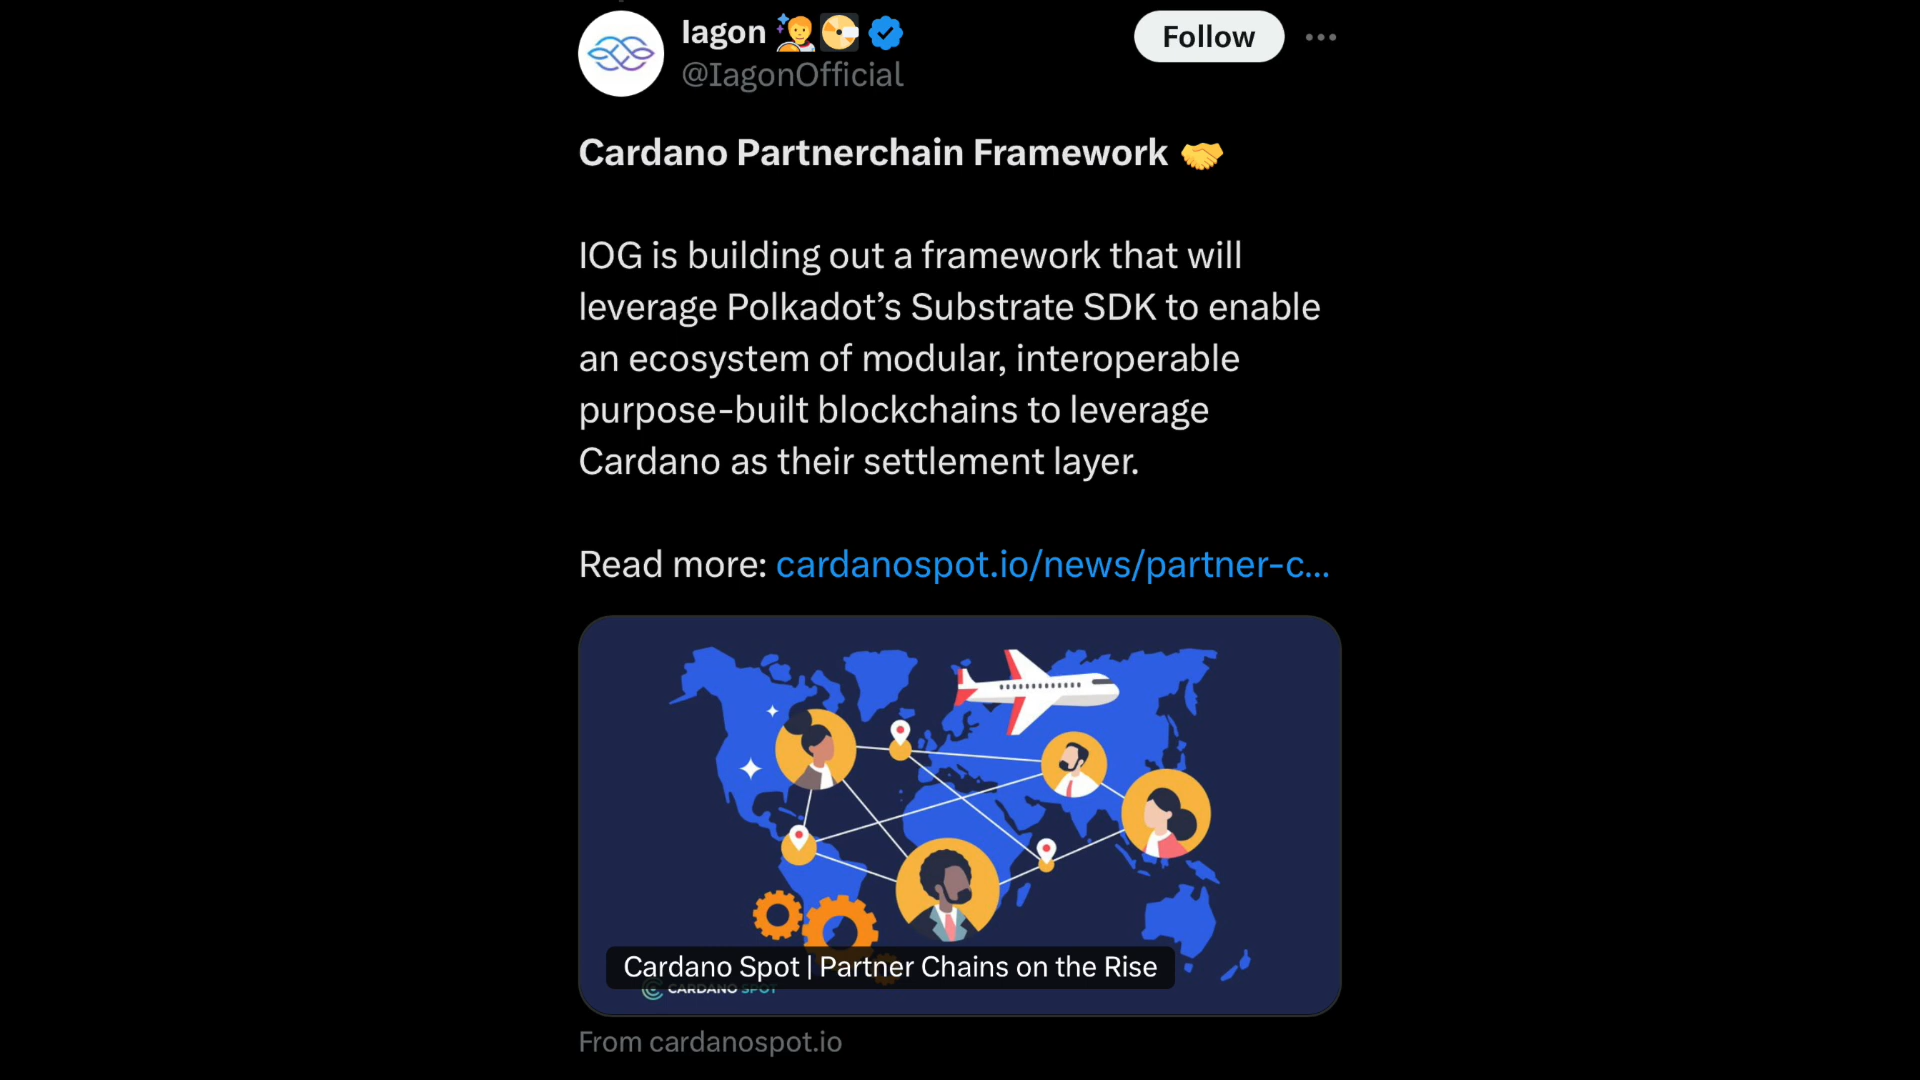 Iagon
@IagonOfficial
Follow
Cardano Partnerchain Framework 🤝
IOG is building out a framework that will
leverage Polkadot’s Substrate SDK to enable
an ecosystem of modular, interoperable
purpose-built blockchains to leverage
Cardano as their settlement layer.
Read more: cardanospot.io/news/partner-c…
Cardano Spot | Partner Chains on the Rise
CARDANO SPOT
From cardanospot.io